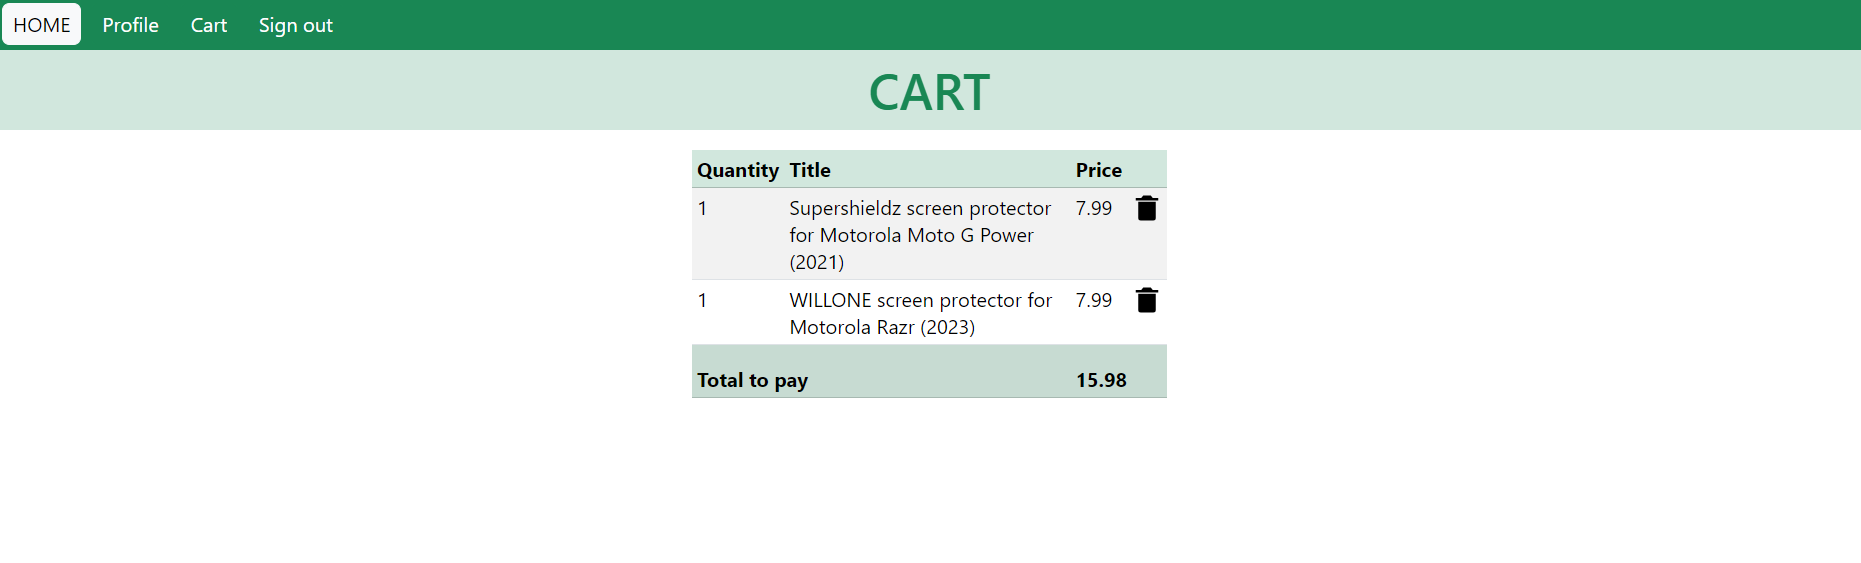 HOME Profile Cart Sign out
CART
Quantity Title Price
1 Supershieldz screen protector 7.99
for Motorola Moto G Power
(2021)
1 WILLONE screen protector for 7.99
Motorola Razr (2023)
Total to pay 15.98